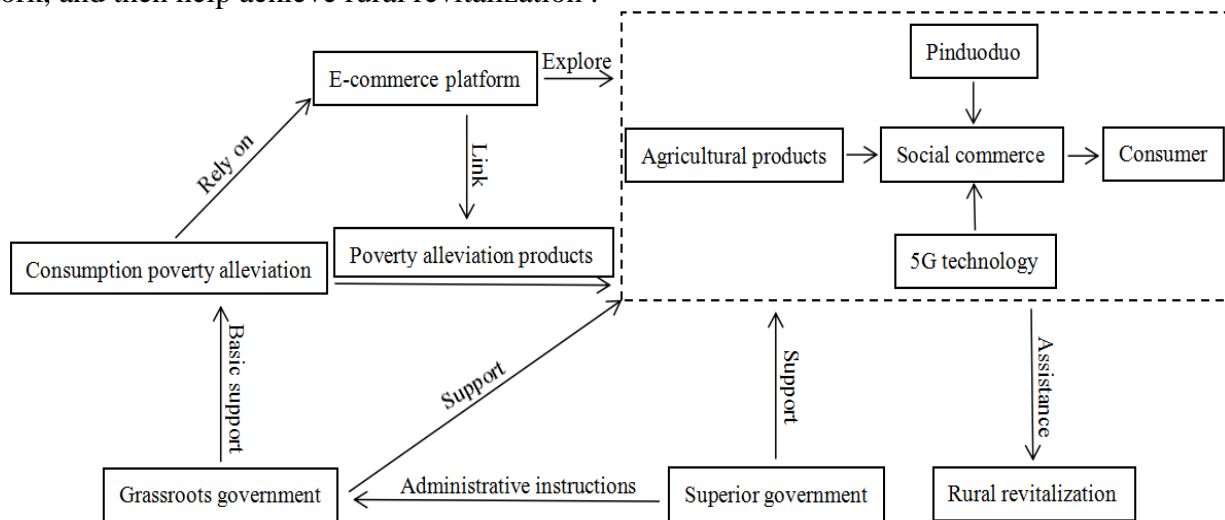 ork, and then help achieve rural revitalization .
Pinduoduo
E-commerce platform
Explore
Agricultural products
Social commerce
Consumer
Rely on
Link
Poverty alleviation products
Consumption poverty alleviation
5G technology
Basic support
Support
Support
Assistance
Grassroots government
Administrative instructions
Superior government
Rural revitalization